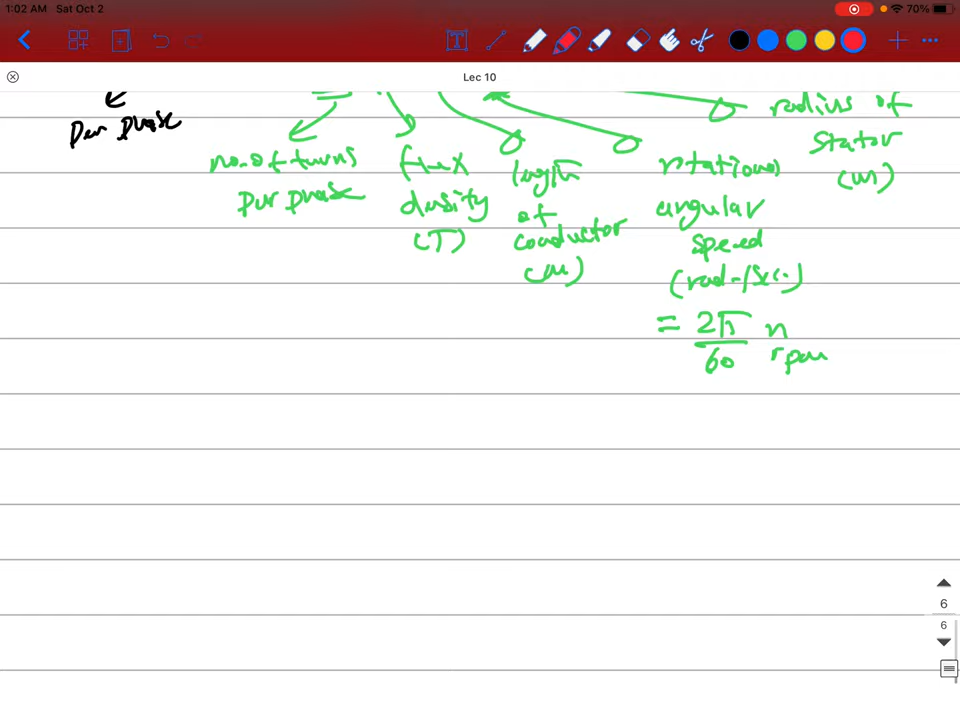 1:02 AM Sat Oct 2
70%
Lec 10
per phase
no. of turns
per phase
flux
density
(T)
length
of
conductor
(m)
rotational
angular
speed
(rad-/sec.)
= 2π/60 n
rpm
radius of
stator
(m)
6
6